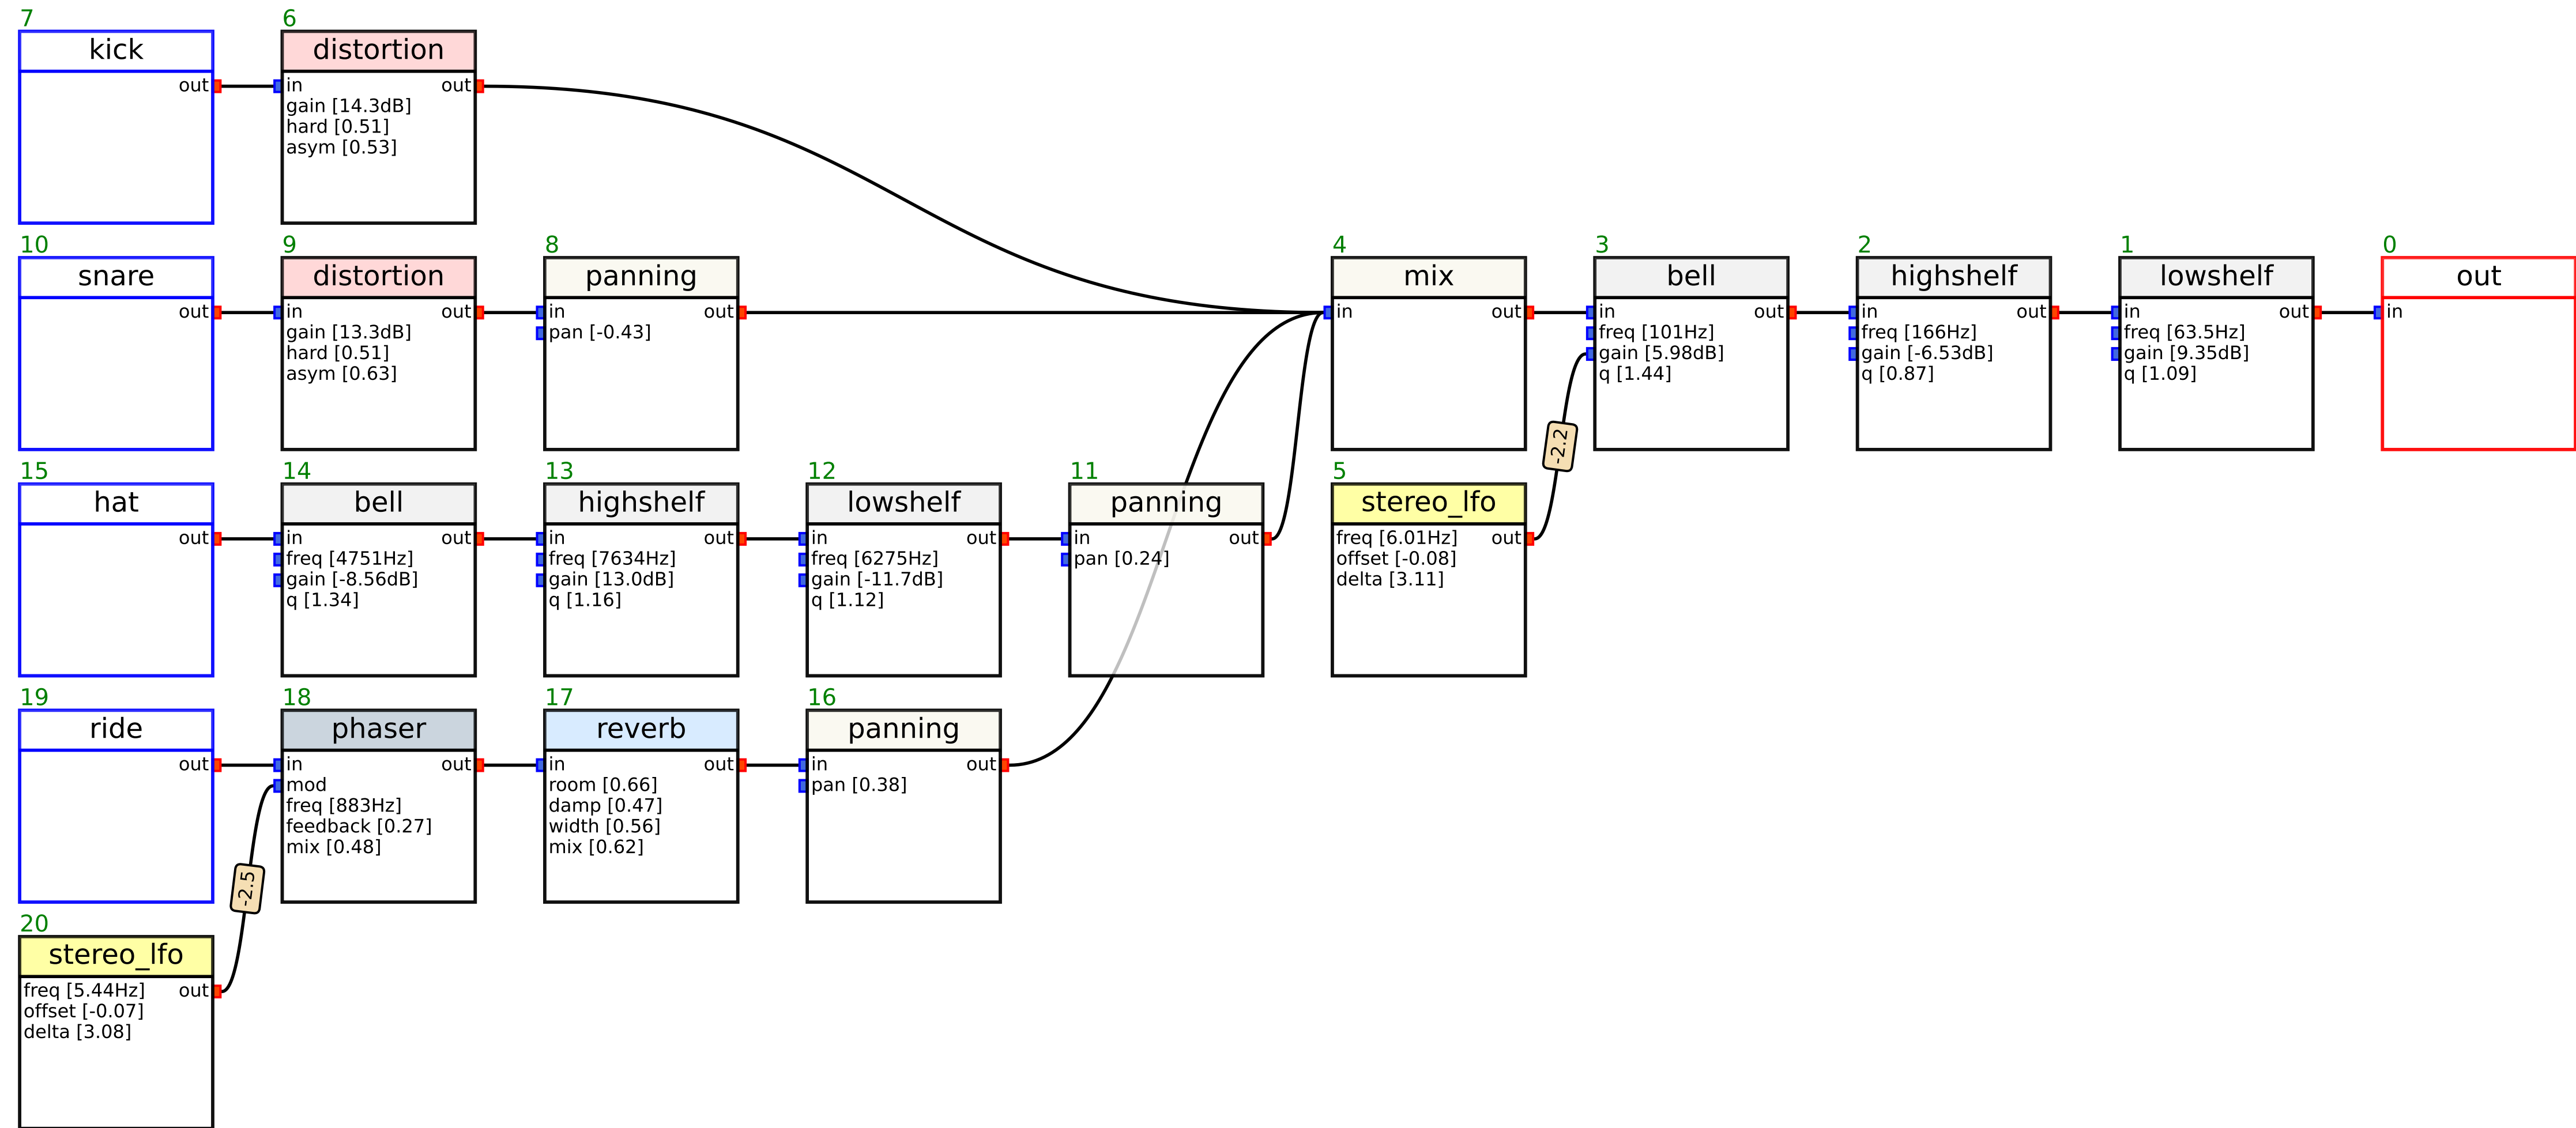 7
kick
out
6
distortion
in out
gain [14.3dB]
hard [0.51]
asym [0.53]
10
snare
out
9
distortion
in out
gain [13.3dB]
hard [0.51]
asym [0.63]
8
panning
in out
pan [-0.43]
4
mix
in out
3
bell
in out
freq [101Hz]
gain [5.98dB]
q [1.44]
2
highshelf
in out
freq [166Hz]
gain [-6.53dB]
q [0.87]
1
lowshelf
in out
freq [63.5Hz]
gain [9.35dB]
q [1.09]
0
out
in
-2.2
15
hat
out
14
bell
in out
freq [4751Hz]
gain [-8.56dB]
q [1.34]
13
highshelf
in out
freq [7634Hz]
gain [13.0dB]
q [1.16]
12
lowshelf
in out
freq [6275Hz]
gain [-11.7dB]
q [1.12]
11
panning
in out
pan [0.24]
5
stereo_lfo
freq [6.01Hz] out
offset [-0.08]
delta [3.11]
19
ride
out
18
phaser
in out
mod
freq [883Hz]
feedback [0.27]
mix [0.48]
17
reverb
in out
room [0.66]
damp [0.47]
width [0.56]
mix [0.62]
16
panning
in out
pan [0.38]
-2.5
20
stereo_lfo
freq [5.44Hz] out
offset [-0.07]
delta [3.08]